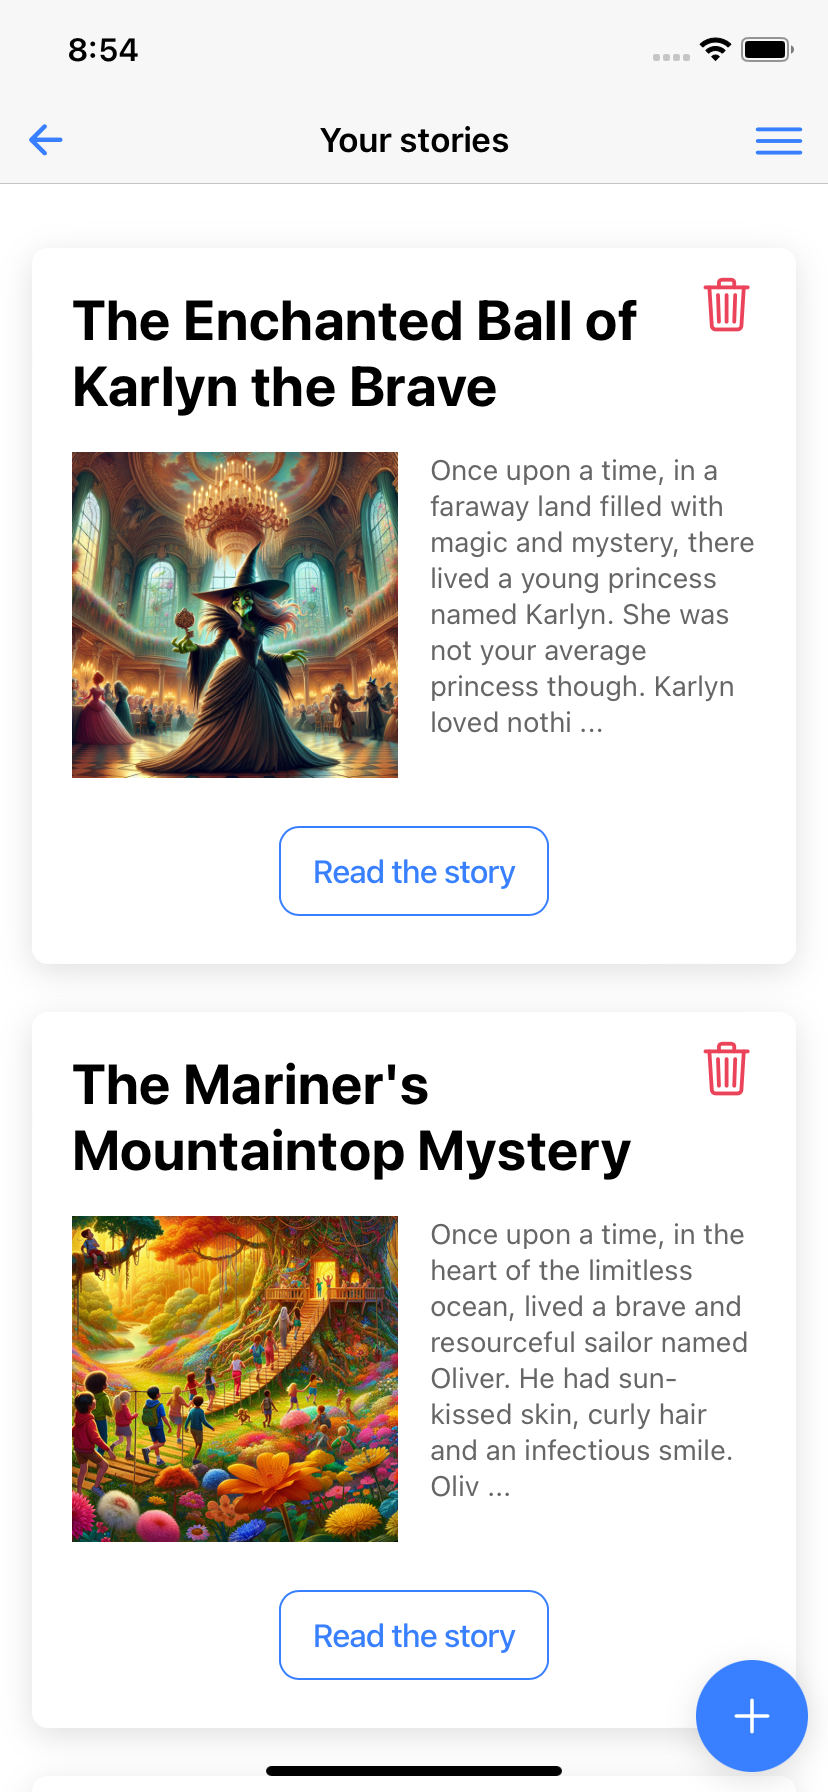 8:54
Your stories
The Enchanted Ball of
Karlyn the Brave
Once upon a time, in a
faraway land filled with
magic and mystery, there
lived a young princess
named Karlyn. She was
not your average
princess though. Karlyn
loved nothi ...
Read the story
The Mariner's
Mountaintop Mystery
Once upon a time, in the
heart of the limitless
ocean, lived a brave and
resourceful sailor named
Oliver. He had sun-
kissed skin, curly hair
and an infectious smile.
Oliv ...
Read the story